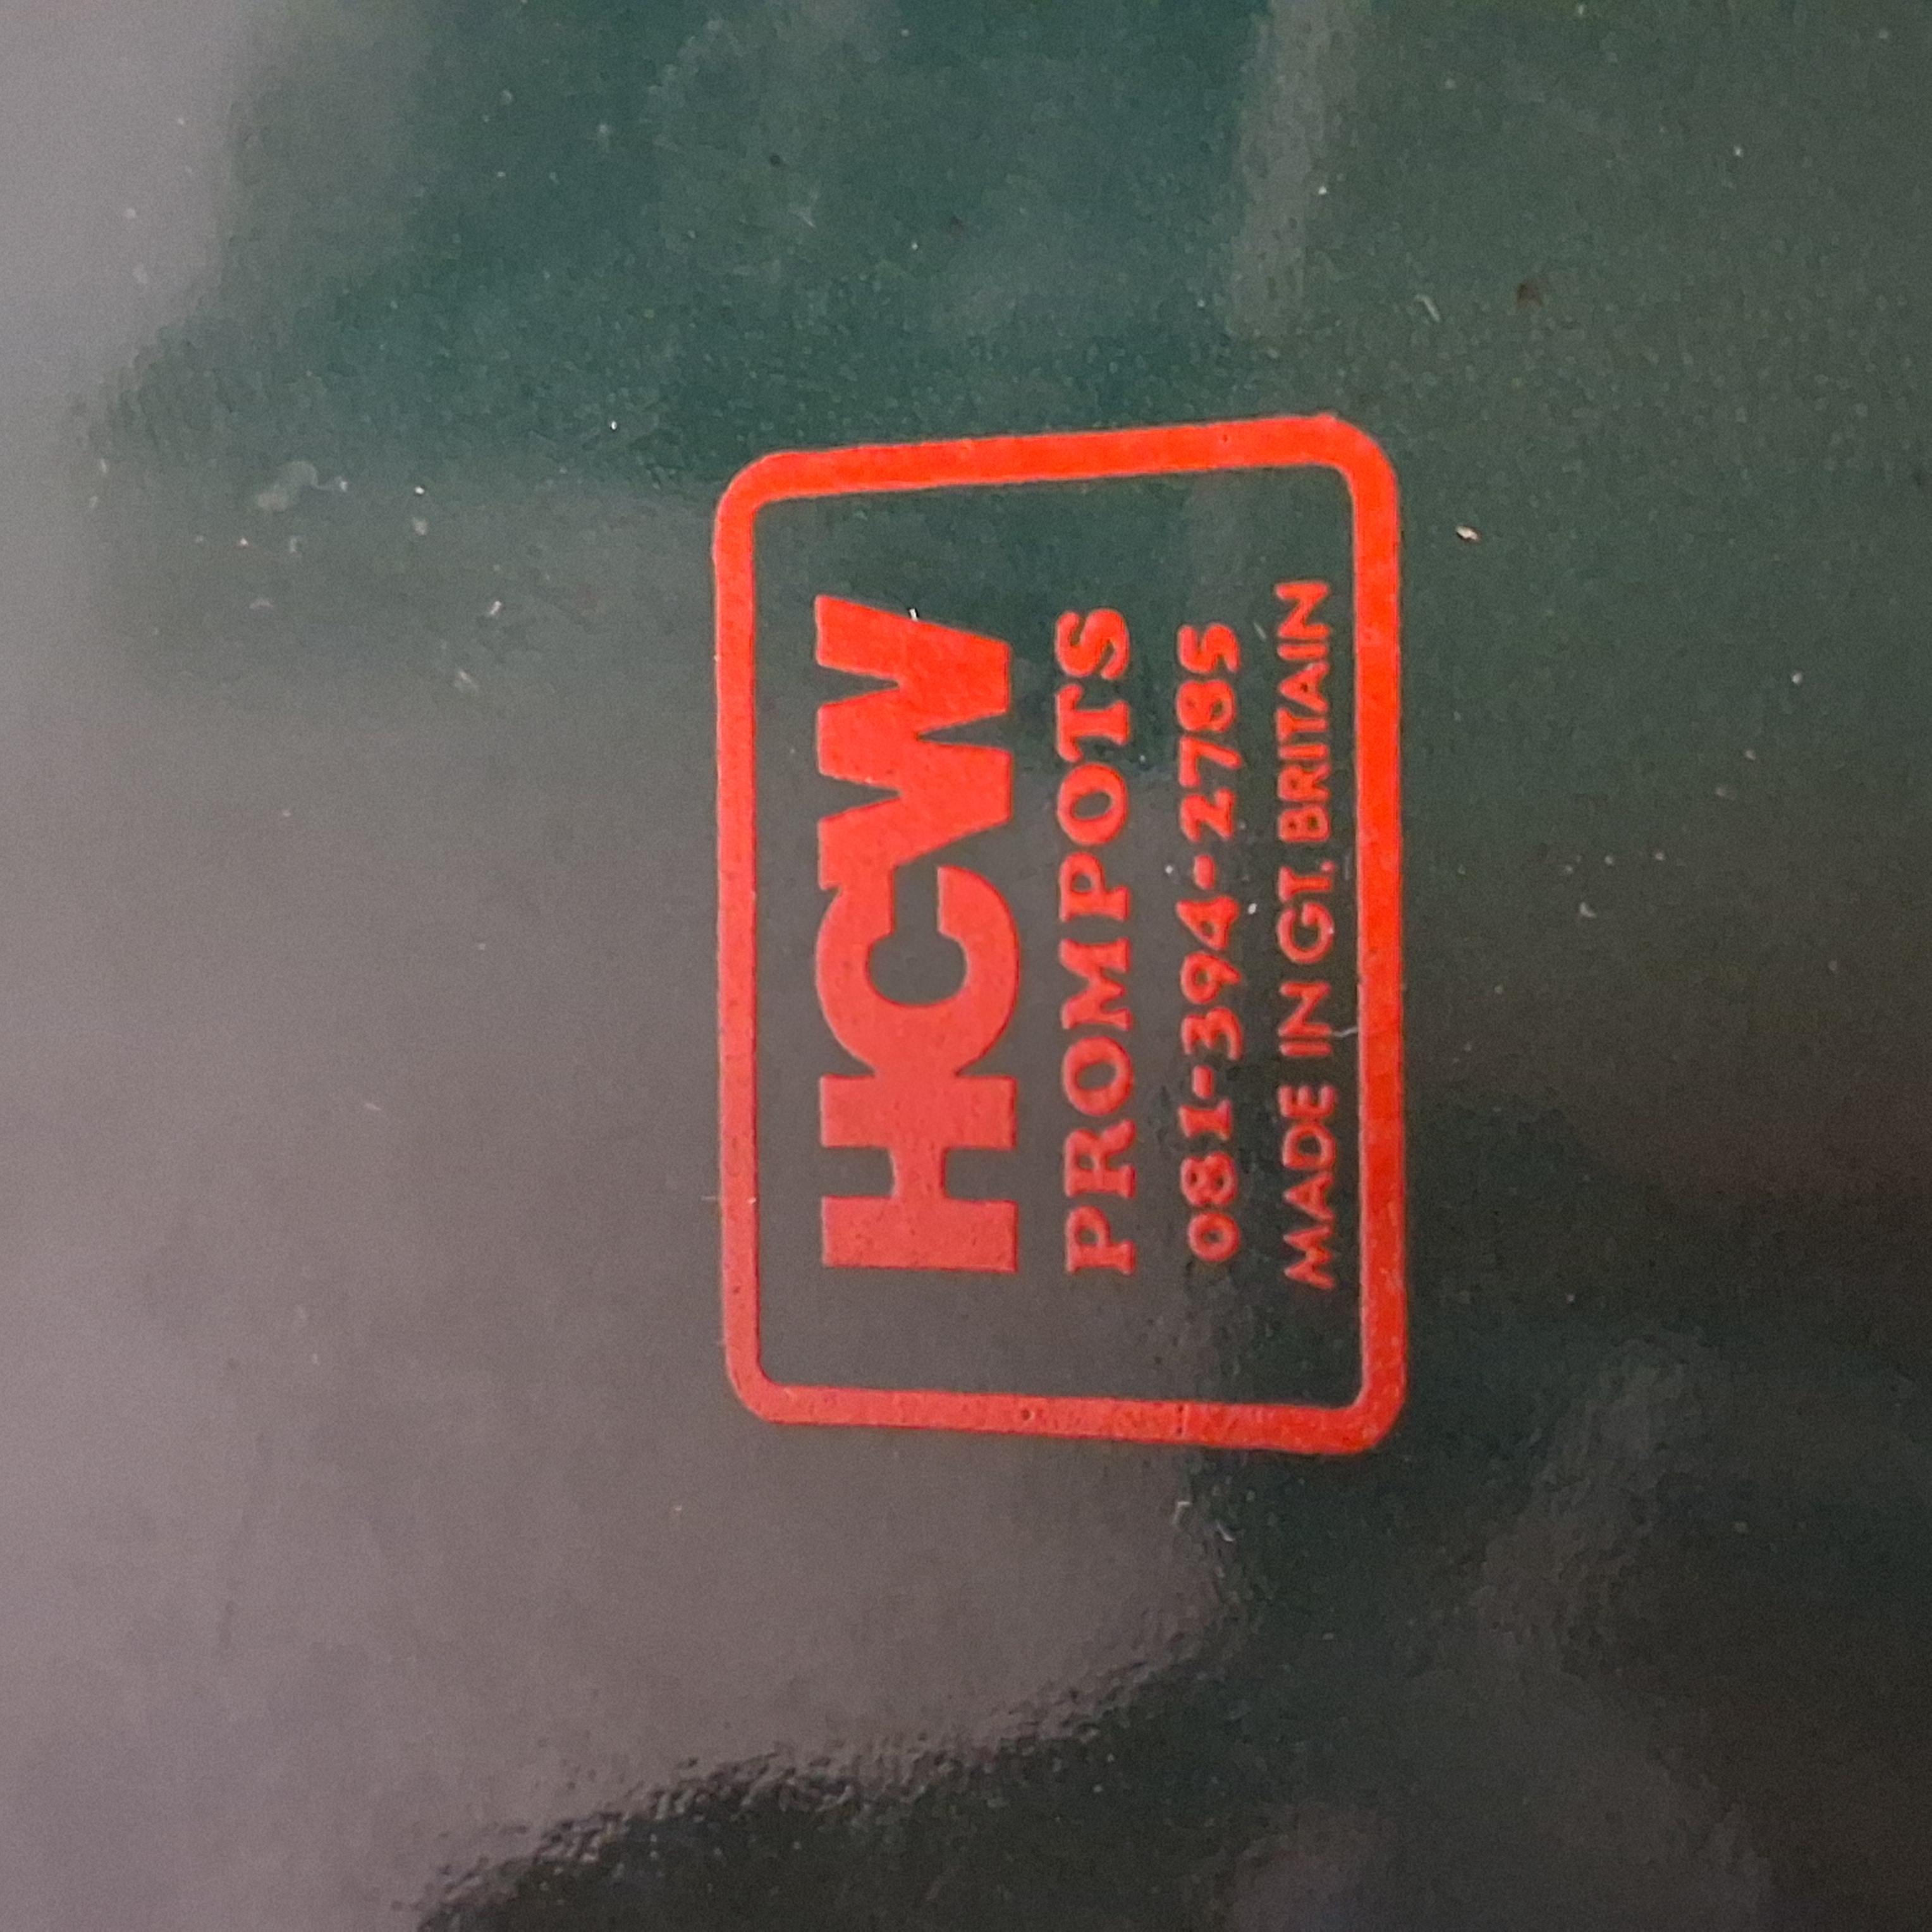 HCW
PROMPOTS
081-394-2785
MADE IN GT. BRITAIN